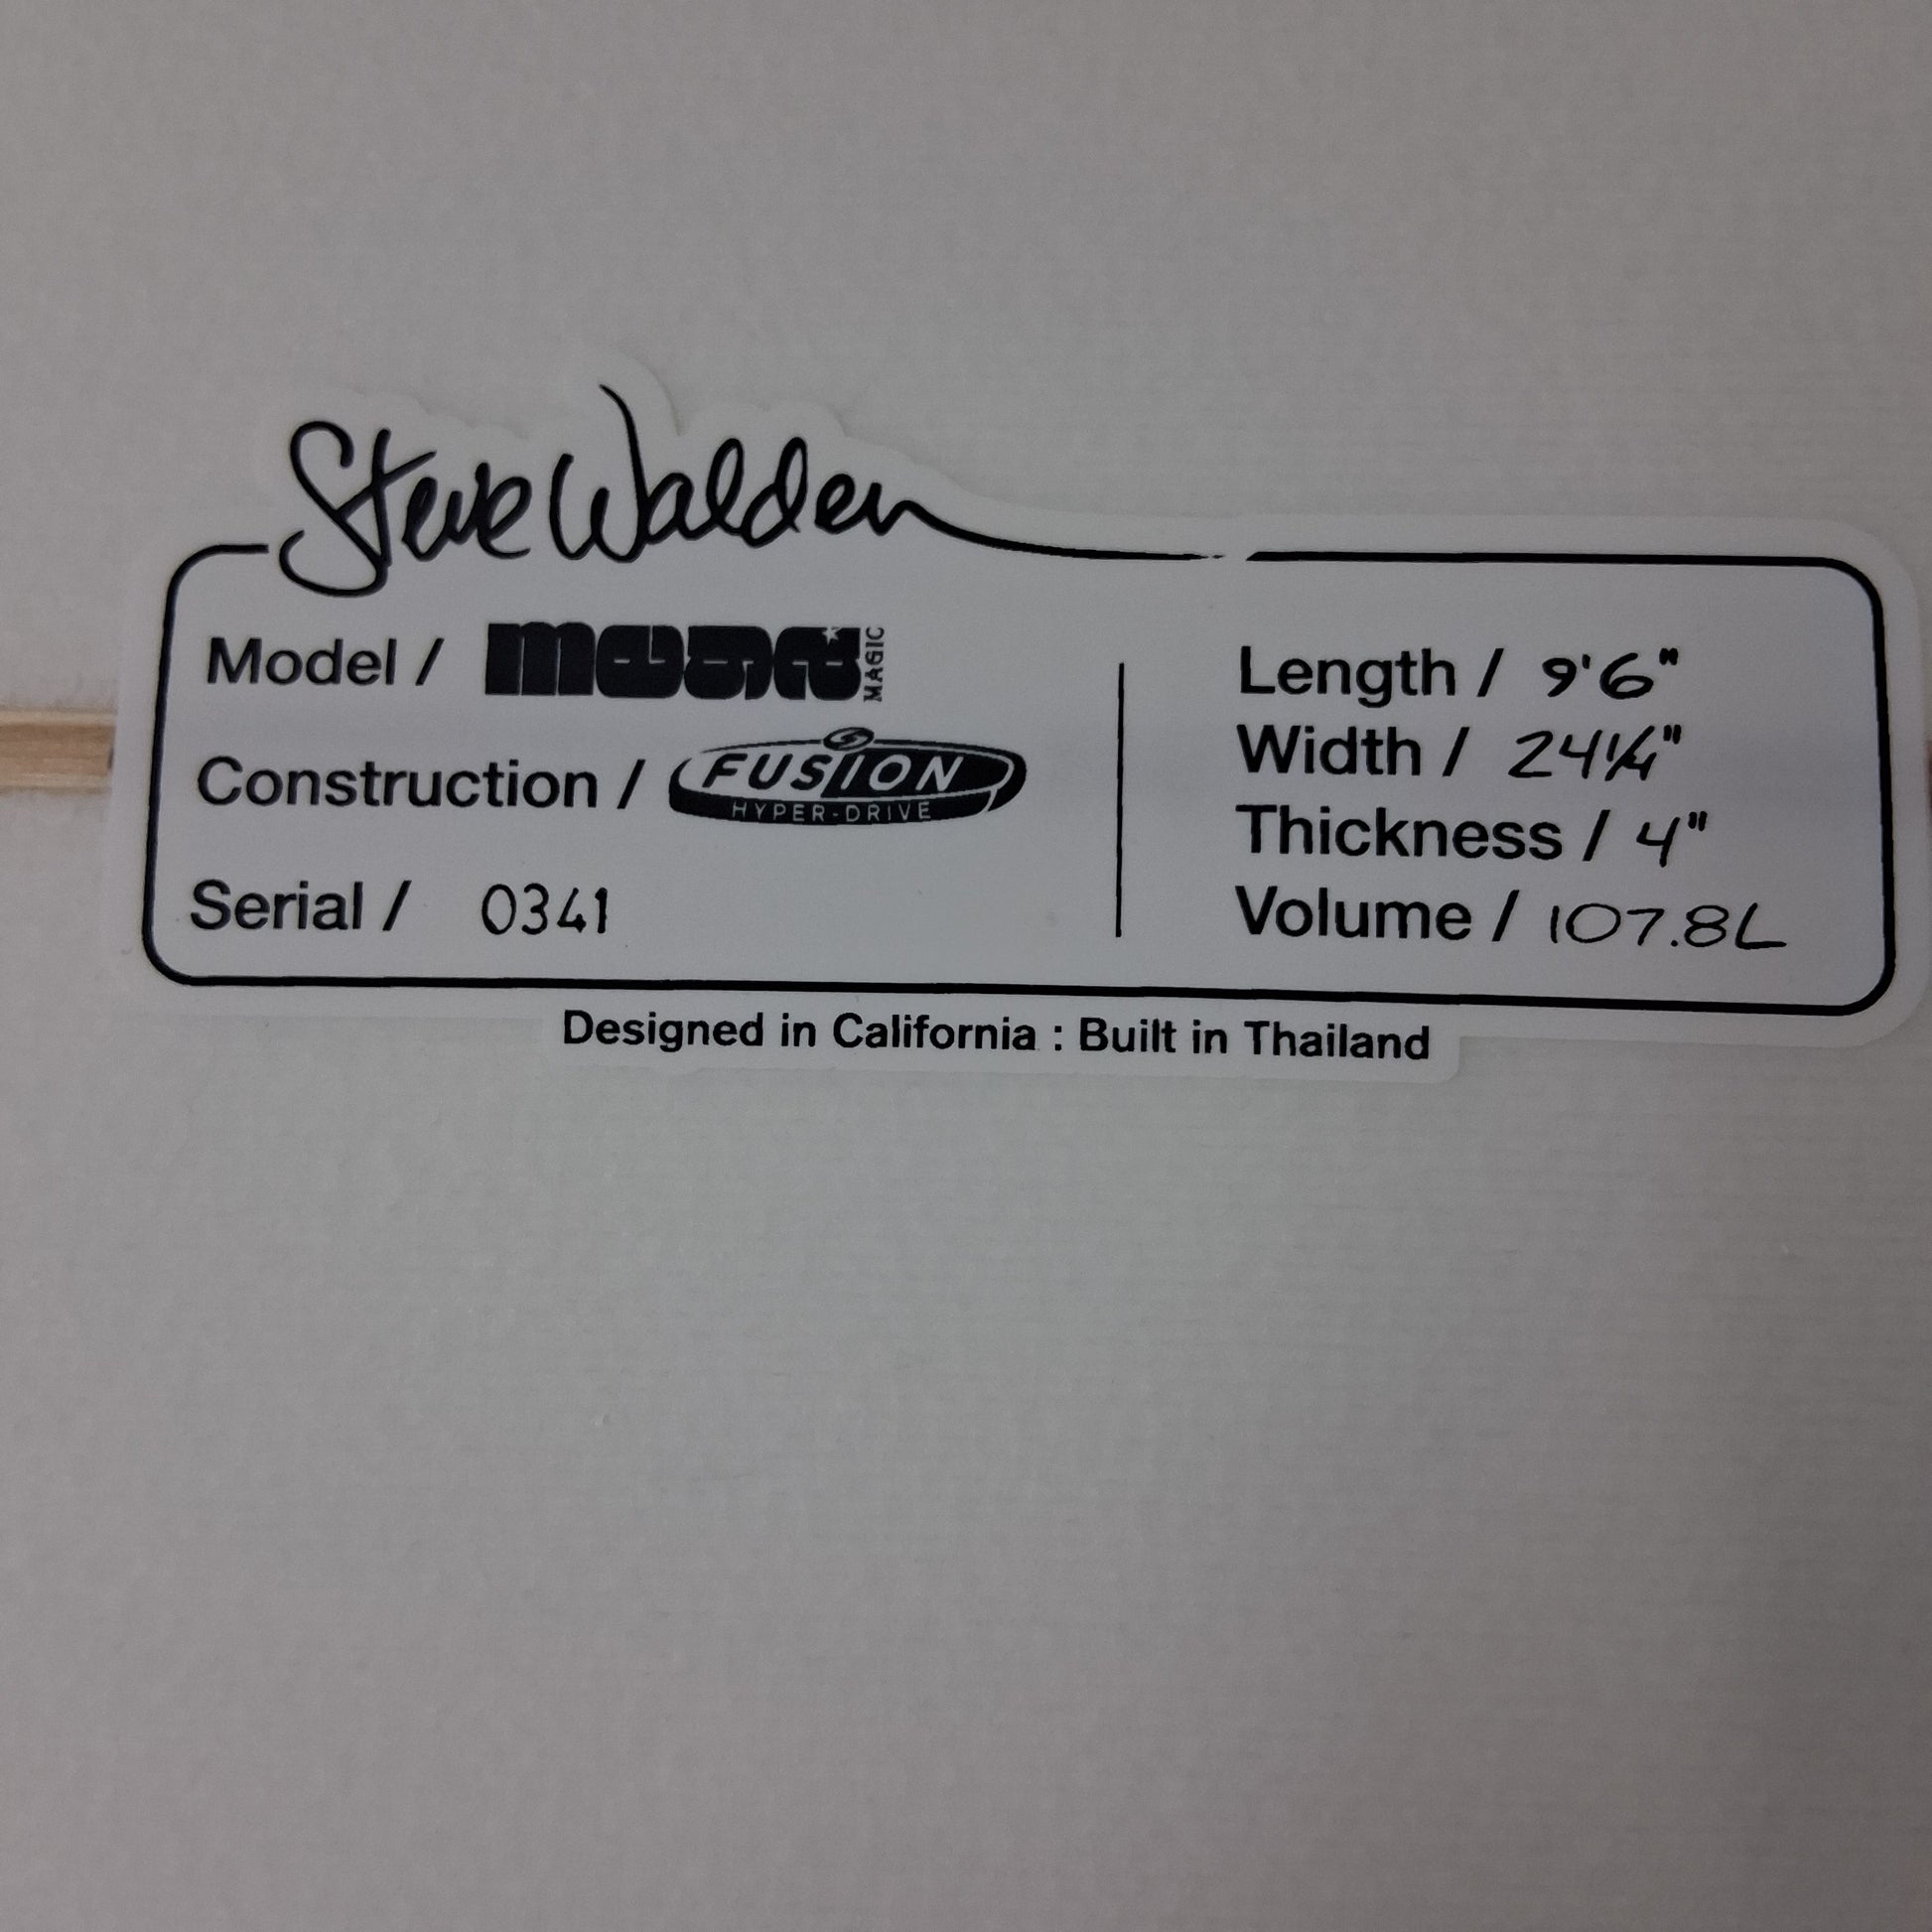 Steve Walden
Model / mega MAGIC
Construction / FUSION
HYPER-DRIVE
Serial / 0341
Length / 9'6"
Width / 24¼"
Thickness / 4"
Volume / 107.8L
Designed in California : Built in Thailand